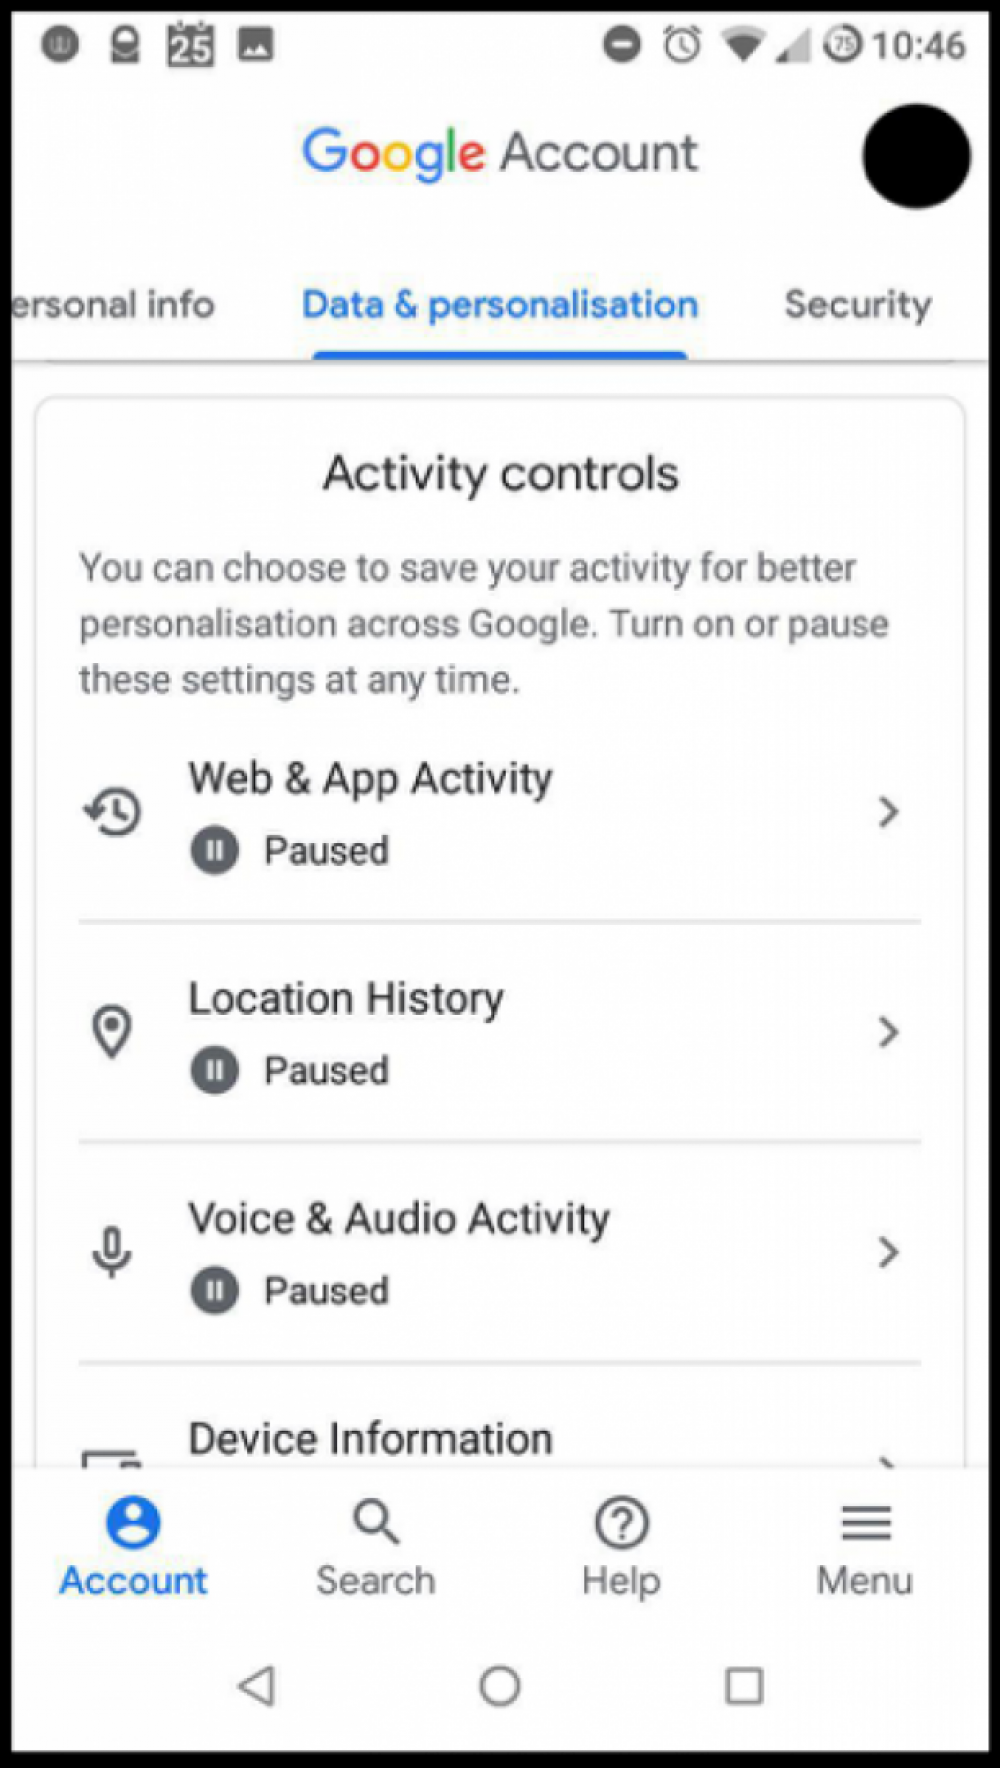 25 75 10:46
Google Account
ersonal info Data & personalisation Security
Activity controls
You can choose to save your activity for better
personalisation across Google. Turn on or pause
these settings at any time.
Web & App Activity
Paused
Location History
Paused
Voice & Audio Activity
Paused
Device Information
Account Search Help Menu